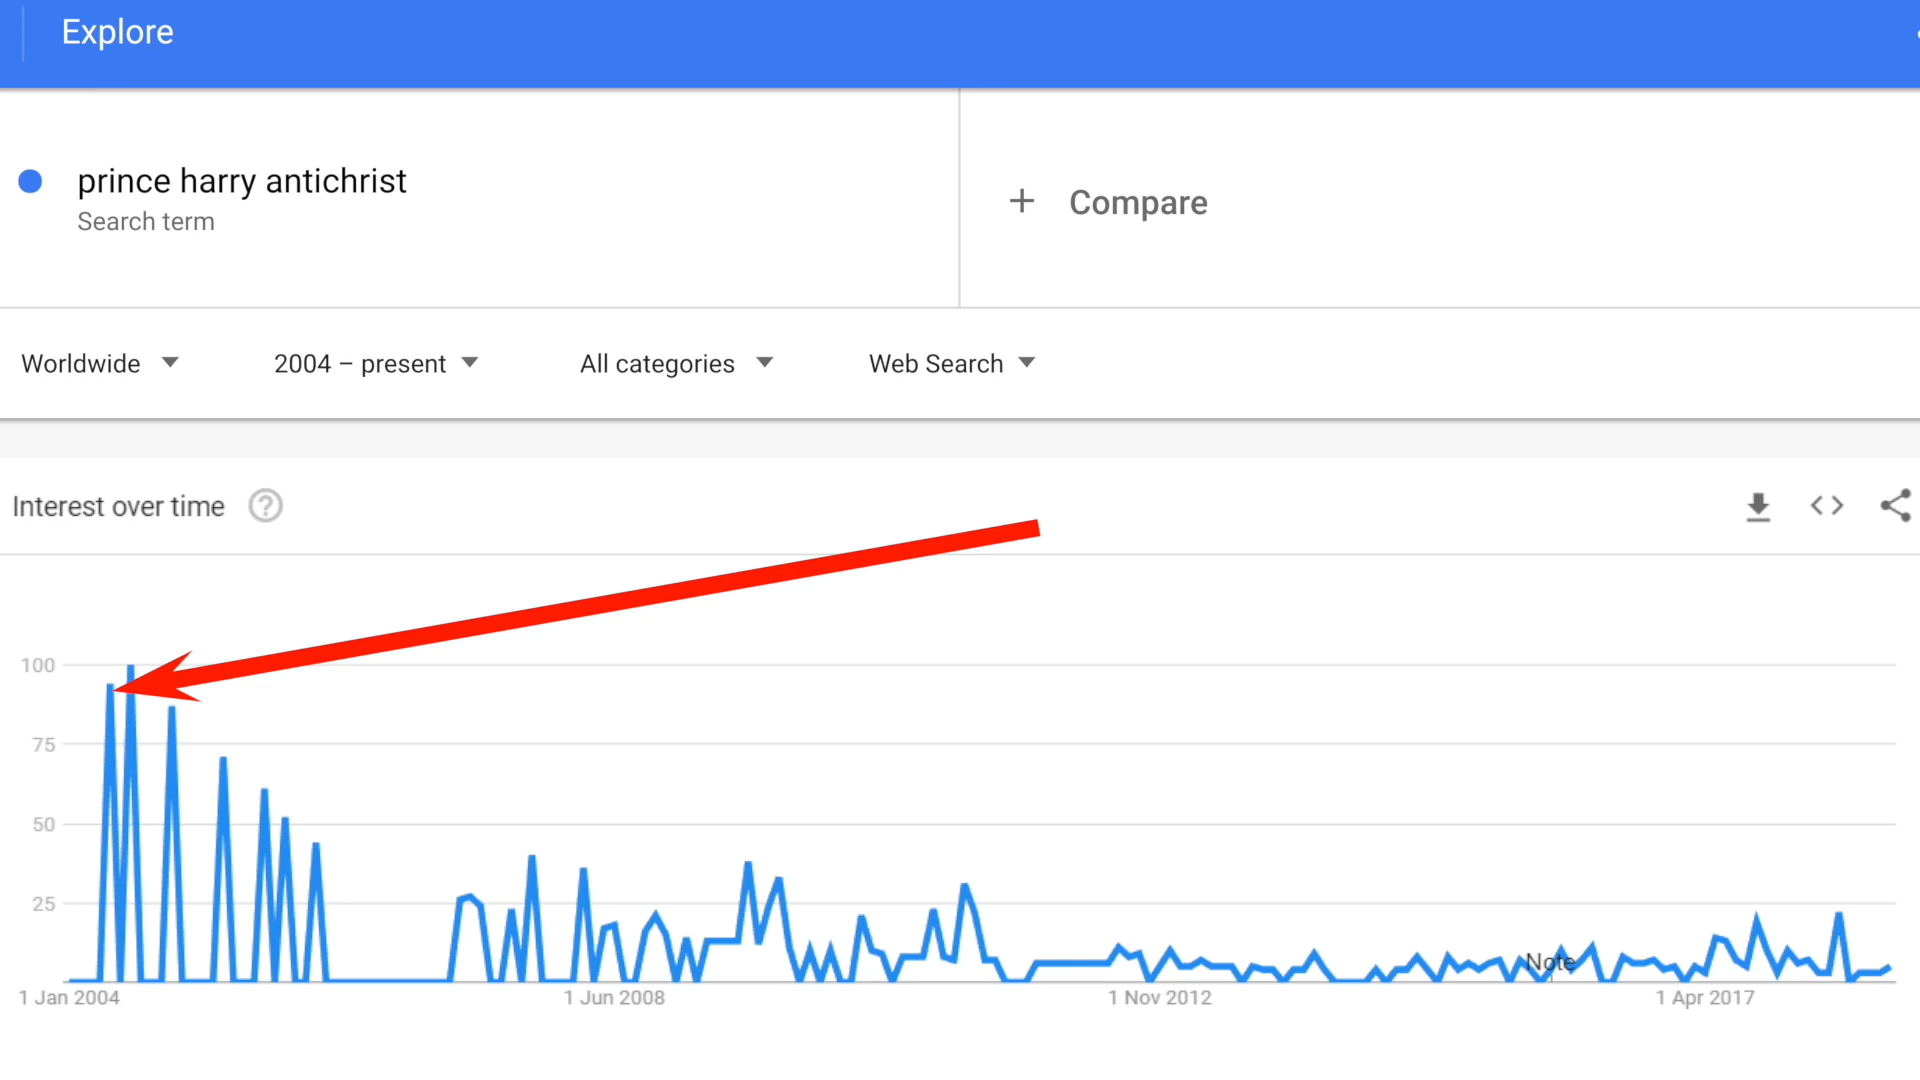 Explore
prince harry antichrist
Search term
+ Compare
Worldwide
2004 – present
All categories
Web Search
Interest over time
100
75
50
25
Note
1 Jan 2004
1 Jun 2008
1 Nov 2012
1 Apr 2017